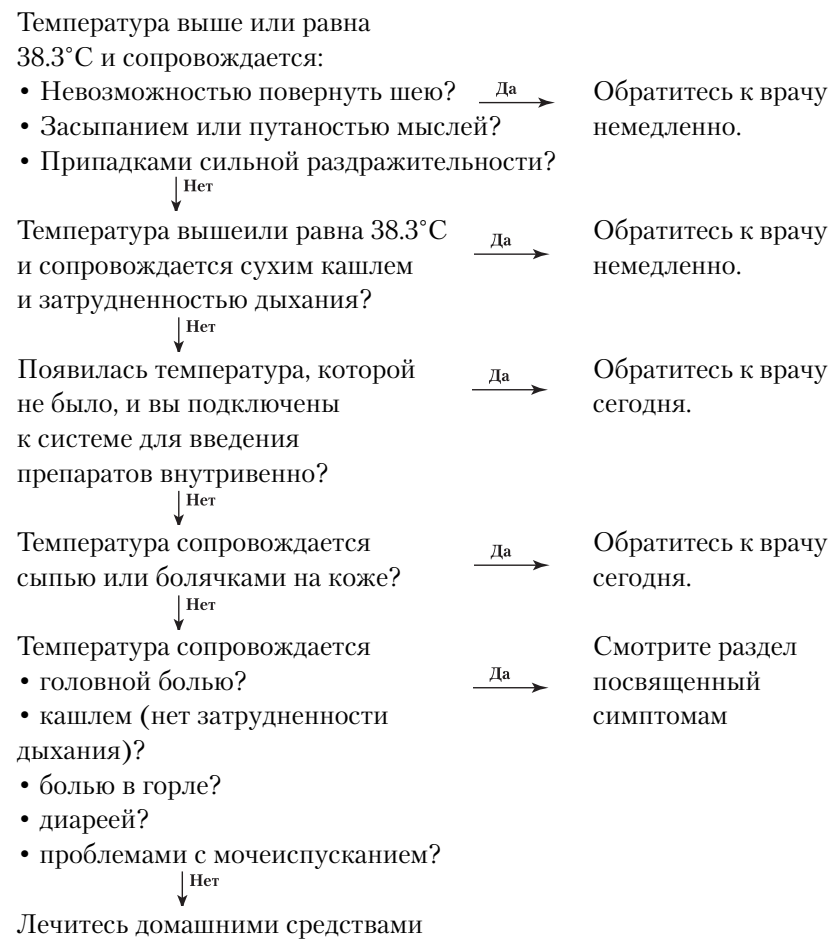 Температура выше или равна
38.3°С и сопровождается:
• Невозможностью повернуть шею?
Да
Обратитесь к врачу
немедленно.
• Засыпанием или путаностью мыслей?
• Припадками сильной раздражительности?
Нет
Температура вышеили равна 38.3°С
и сопровождается сухим кашлем
и затрудненностью дыхания?
Да
Обратитесь к врачу
немедленно.
Нет
Появилась температура, которой
не было, и вы подключены
к системе для введения
препаратов внутривенно?
Да
Обратитесь к врачу
сегодня.
Нет
Температура сопровождается
сыпью или болячками на коже?
Да
Обратитесь к врачу
сегодня.
Нет
Температура сопровождается
• головной болью?
• кашлем (нет затрудненности
дыхания)?
• болью в горле?
• диареей?
• проблемами с мочеиспусканием?
Да
Смотрите раздел
посвященный
симптомам
Нет
Лечитесь домашними средствами